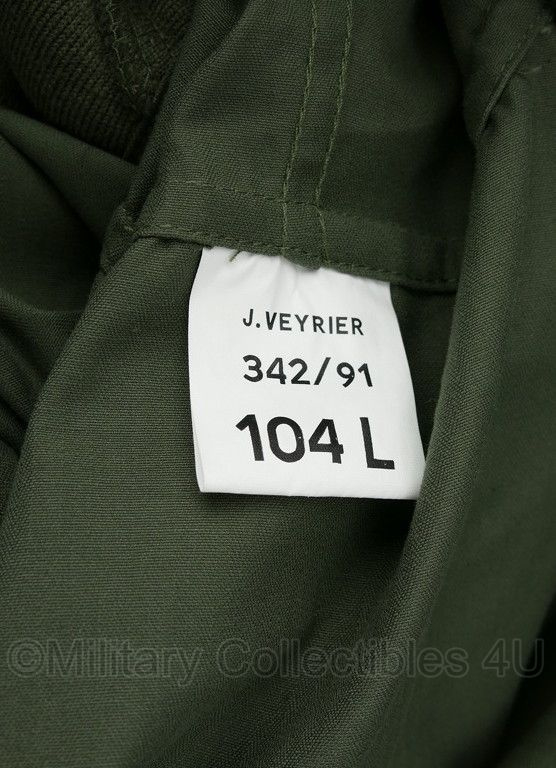 J.VEYRIER
342/91
104 L
©Military Collectibles 4U